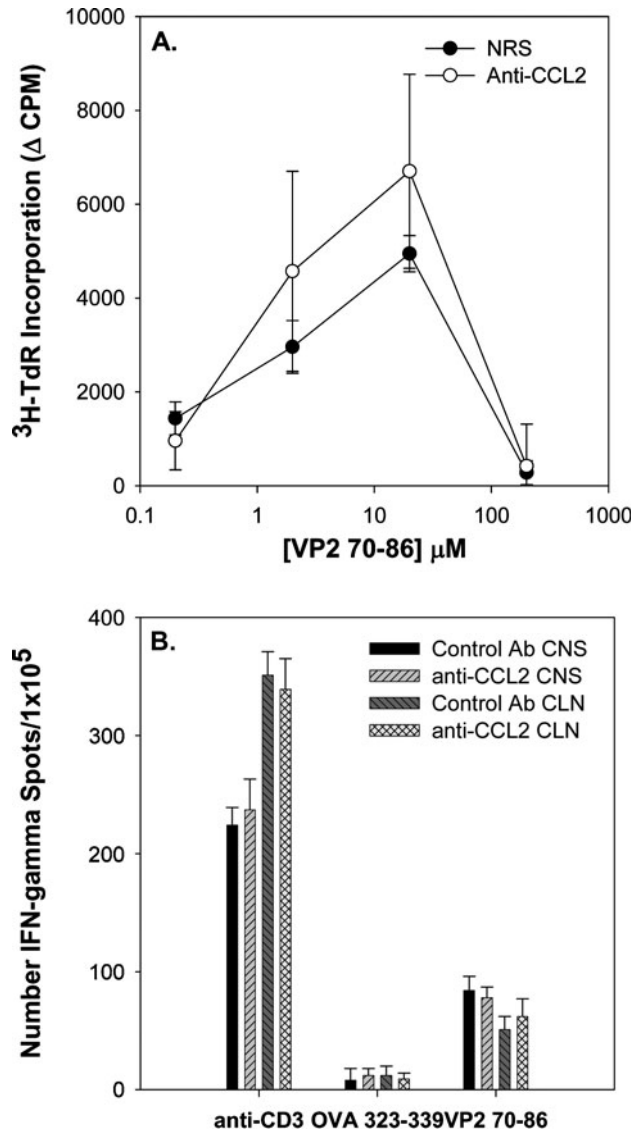 A.
NRS
Anti-CCL2
10000
8000
6000
4000
2000
0
³H-TdR Incorporation (Δ CPM)
0.1 1 10 100 1000
[VP2 70-86] μM
B.
Control Ab CNS
anti-CCL2 CNS
Control Ab CLN
anti-CCL2 CLN
400
300
200
100
0
Number IFN-gamma Spots/1x10⁵
anti-CD3 OVA 323-339VP2 70-86